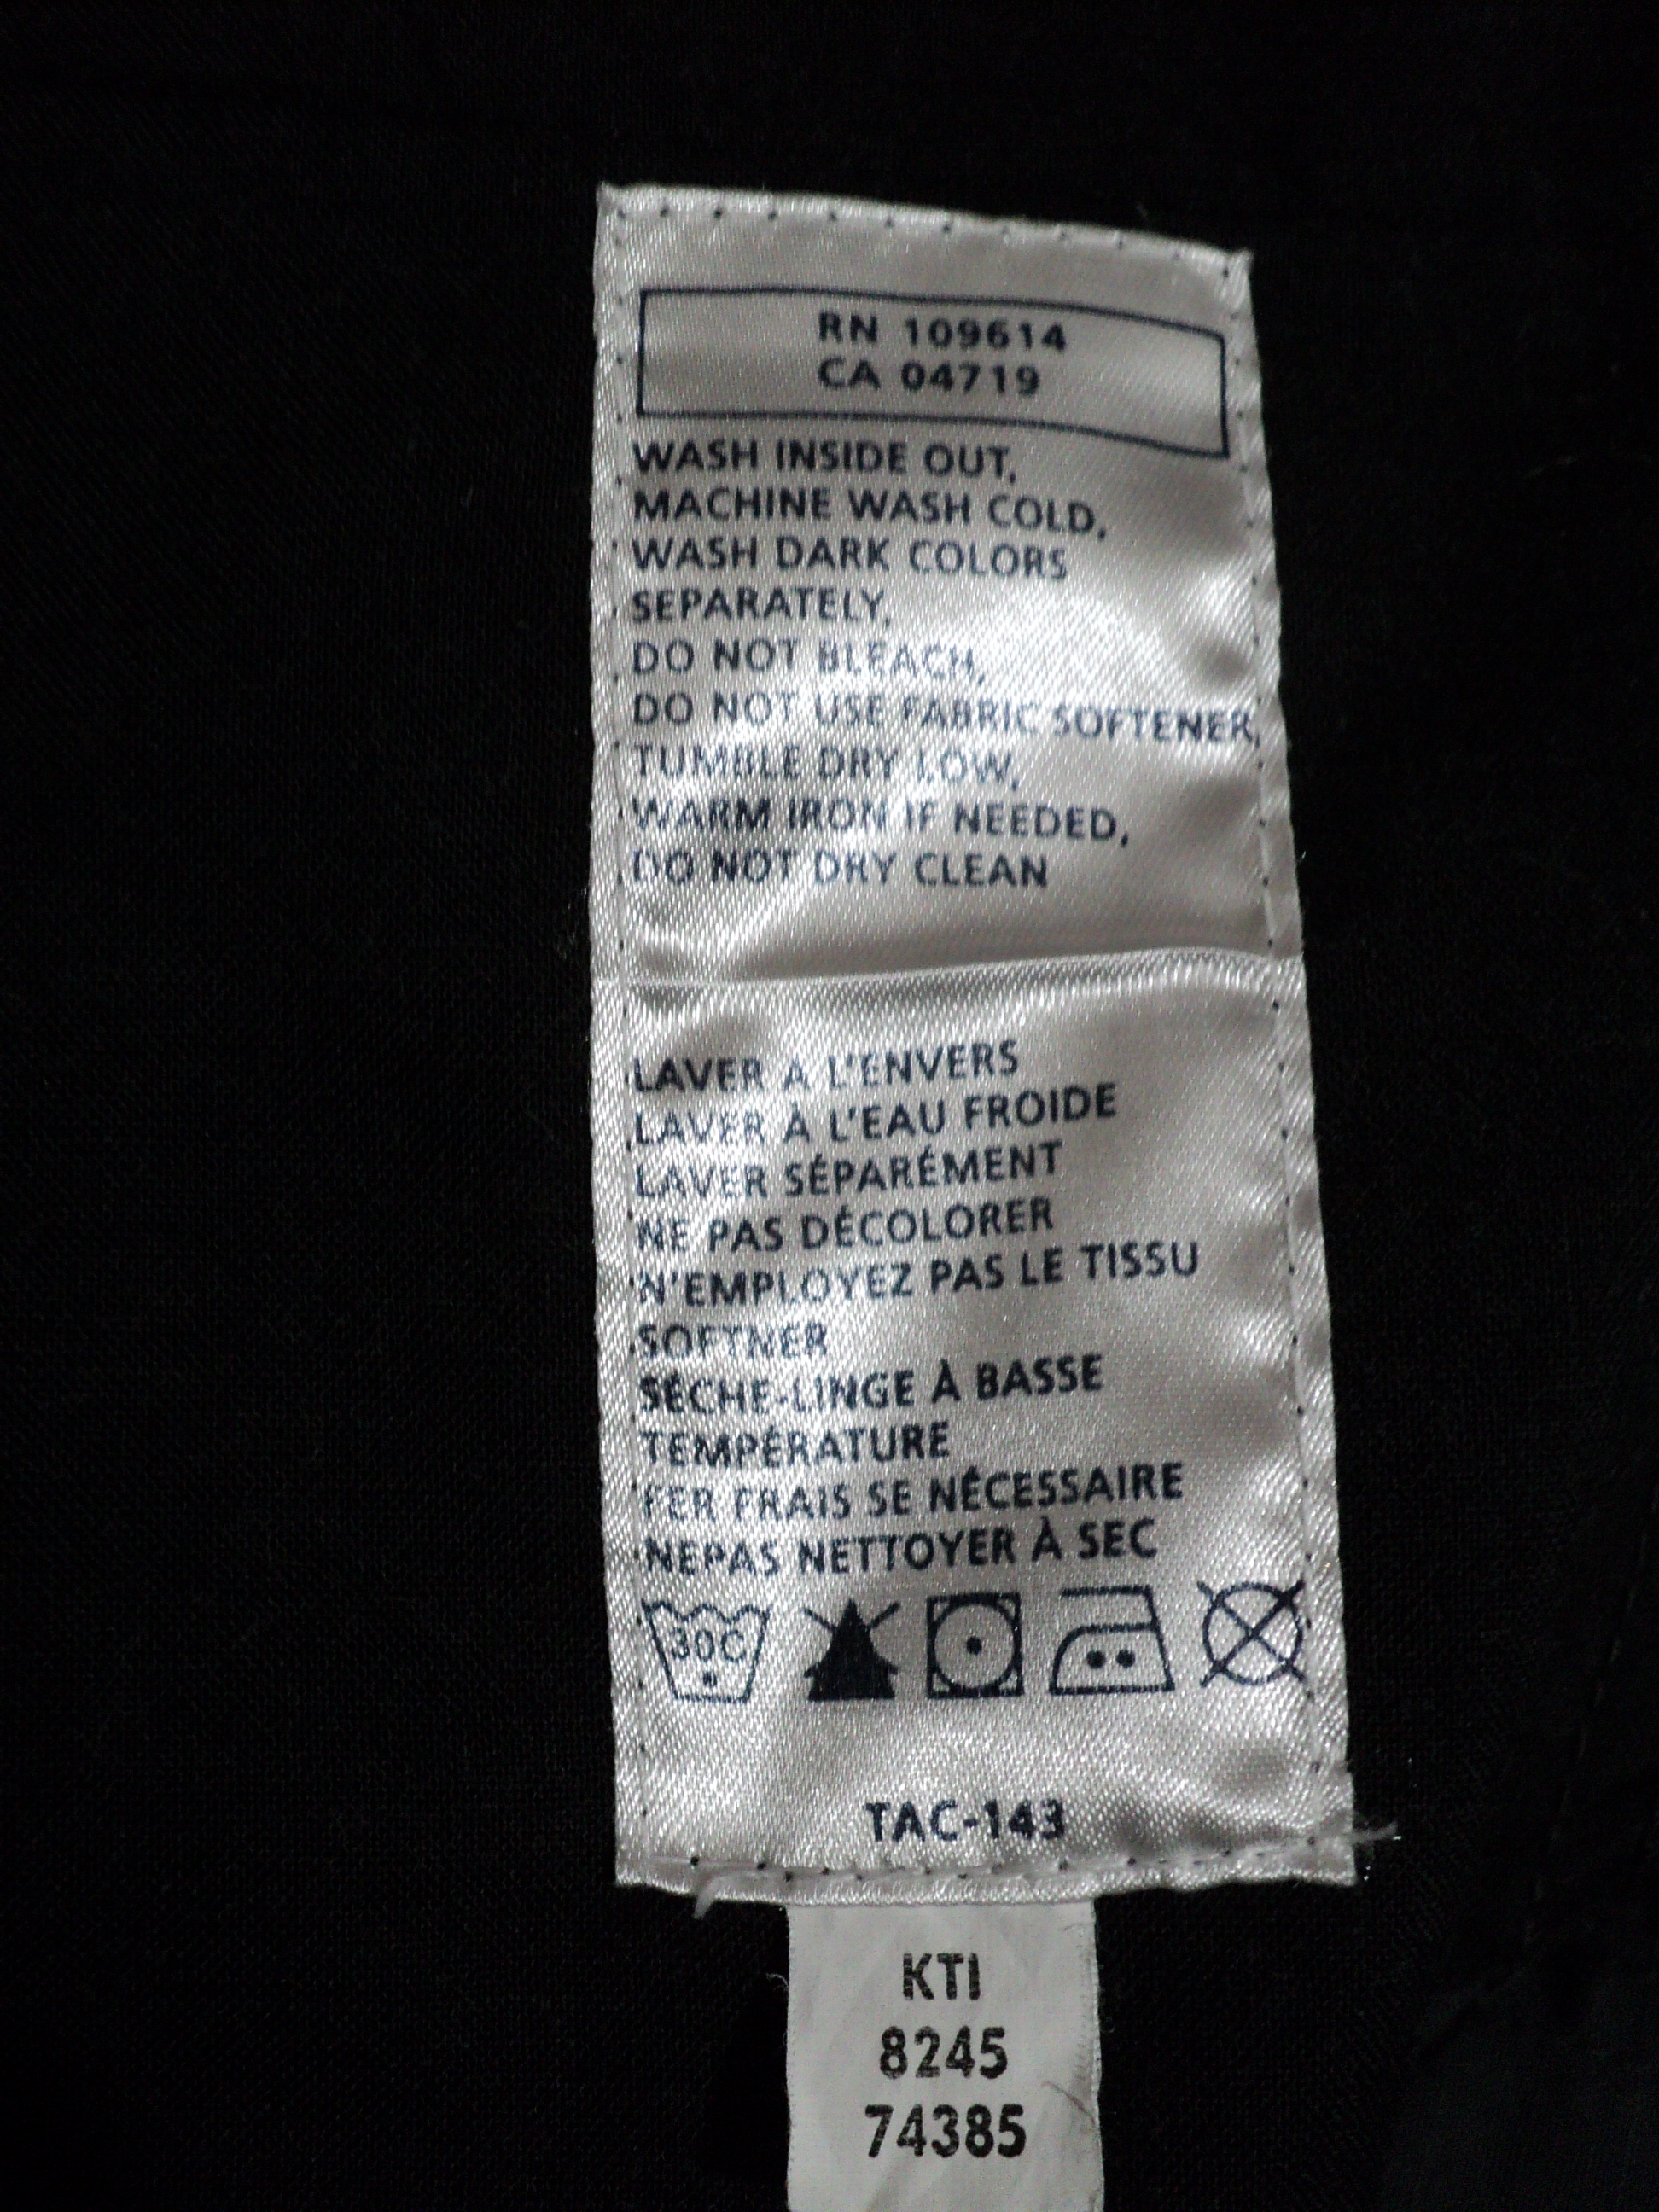 RN 109614
CA 04719
WASH INSIDE OUT,
MACHINE WASH COLD,
WASH DARK COLORS
SEPARATELY,
DO NOT BLEACH,
DO NOT USE FABRIC SOFTENER,
TUMBLE DRY LOW,
WARM IRON IF NEEDED,
DO NOT DRY CLEAN
LAVER A L'ENVERS
LAVER À L'EAU FROIDE
LAVER SÉPARÉMENT
NE PAS DÉCOLORER
N'EMPLOYEZ PAS LE TISSU
SOFTNER
SÉCHE-LINGE À BASSE
TEMPÉRATURE
FER FRAIS SE NÉCESSAIRE
NEPAS NETTOYER À SEC
30C
TAC-143
KTI
8245
74385